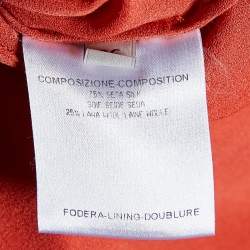 COMPOSIZIONE-COMPOSITION
75% SETA SILK
SOIE SEIDE SEDA
25% LANA WOOL LAINE WOLLE
FODERA-LINING-DOUBLURE